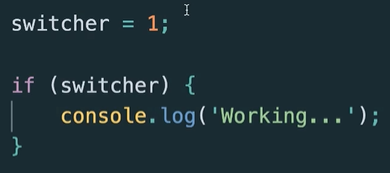 switcher = 1;
if (switcher) {
console.log('Working...');
}